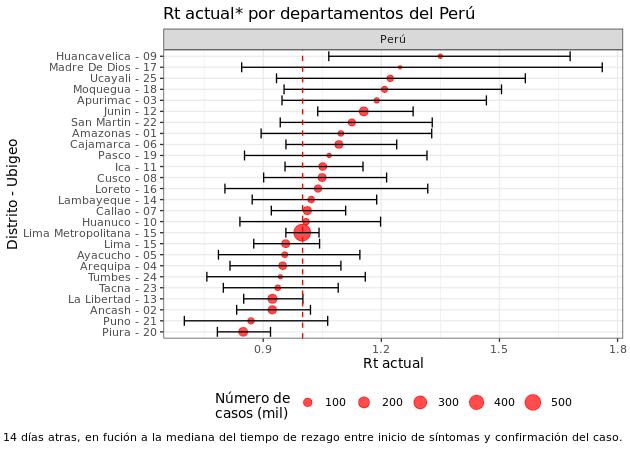 Rt actual* por departamentos del Perú
Perú
Distrito - Ubigeo
Huancavelica - 09
Madre De Dios - 17
Ucayali - 25
Moquegua - 18
Apurimac - 03
Junin - 12
San Martin - 22
Amazonas - 01
Cajamarca - 06
Pasco - 19
Ica - 11
Cusco - 08
Loreto - 16
Lambayeque - 14
Callao - 07
Huanuco - 10
Lima Metropolitana - 15
Lima - 15
Ayacucho - 05
Arequipa - 04
Tumbes - 24
Tacna - 23
La Libertad - 13
Ancash - 02
Puno - 21
Piura - 20
0.9 1.2 1.5 1.8
Rt actual
Número de
casos (mil)
100 200 300 400 500
14 días atras, en fución a la mediana del tiempo de rezago entre inicio de síntomas y confirmación del caso.